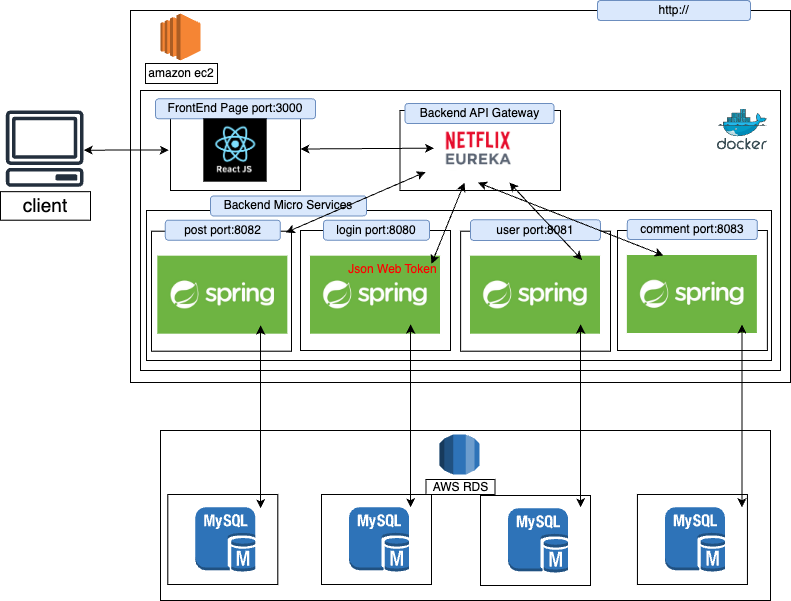 http://
amazon ec2
FrontEnd Page port:3000
React JS
Backend API Gateway
NETFLIX
EUREKA
docker
client
Backend Micro Services
post port:8082
login port:8080
user port:8081
comment port:8083
spring
Json Web Token
spring
spring
spring
AWS RDS
MySQL
M
MySQL
M
MySQL
M
MySQL
M